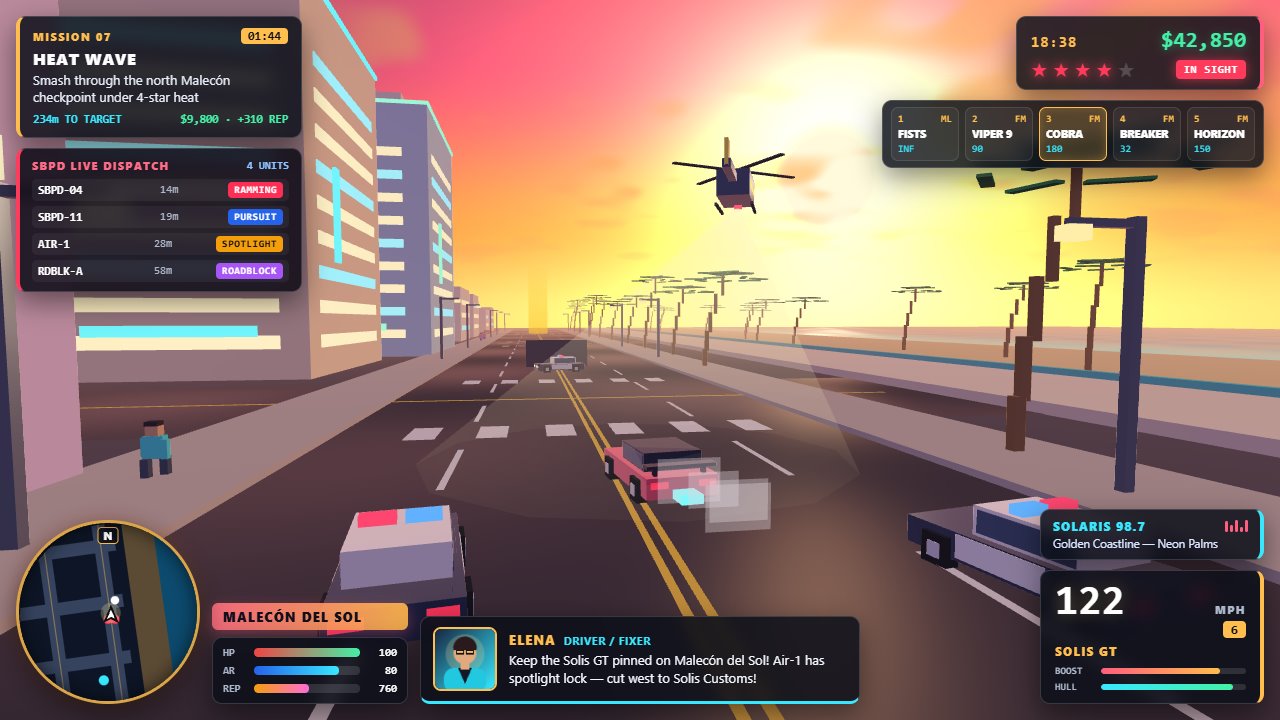 MISSION 07
01:44
HEAT WAVE
Smash through the north Malecón
checkpoint under 4-star heat
234m TO TARGET
$9,800 · +310 REP
SBPD LIVE DISPATCH
4 UNITS
SBPD-04 14m RAMMING
SBPD-11 19m PURSUIT
AIR-1 28m SPOTLIGHT
RDBLK-A 58m ROADBLOCK
18:38
$42,850
IN SIGHT
1 ML
FISTS
INF
2 FM
VIPER 9
90
3 FM
COBRA
180
4 FM
BREAKER
32
5 FM
HORIZON
150
N
MALECÓN DEL SOL
HP 100
AR 80
REP 760
ELENA DRIVER / FIXER
Keep the Solis GT pinned on Malecón del Sol! Air-1 has
spotlight lock — cut west to Solis Customs!
SOLARIS 98.7
Golden Coastline — Neon Palms
122
MPH
6
SOLIS GT
BOOST
HULL